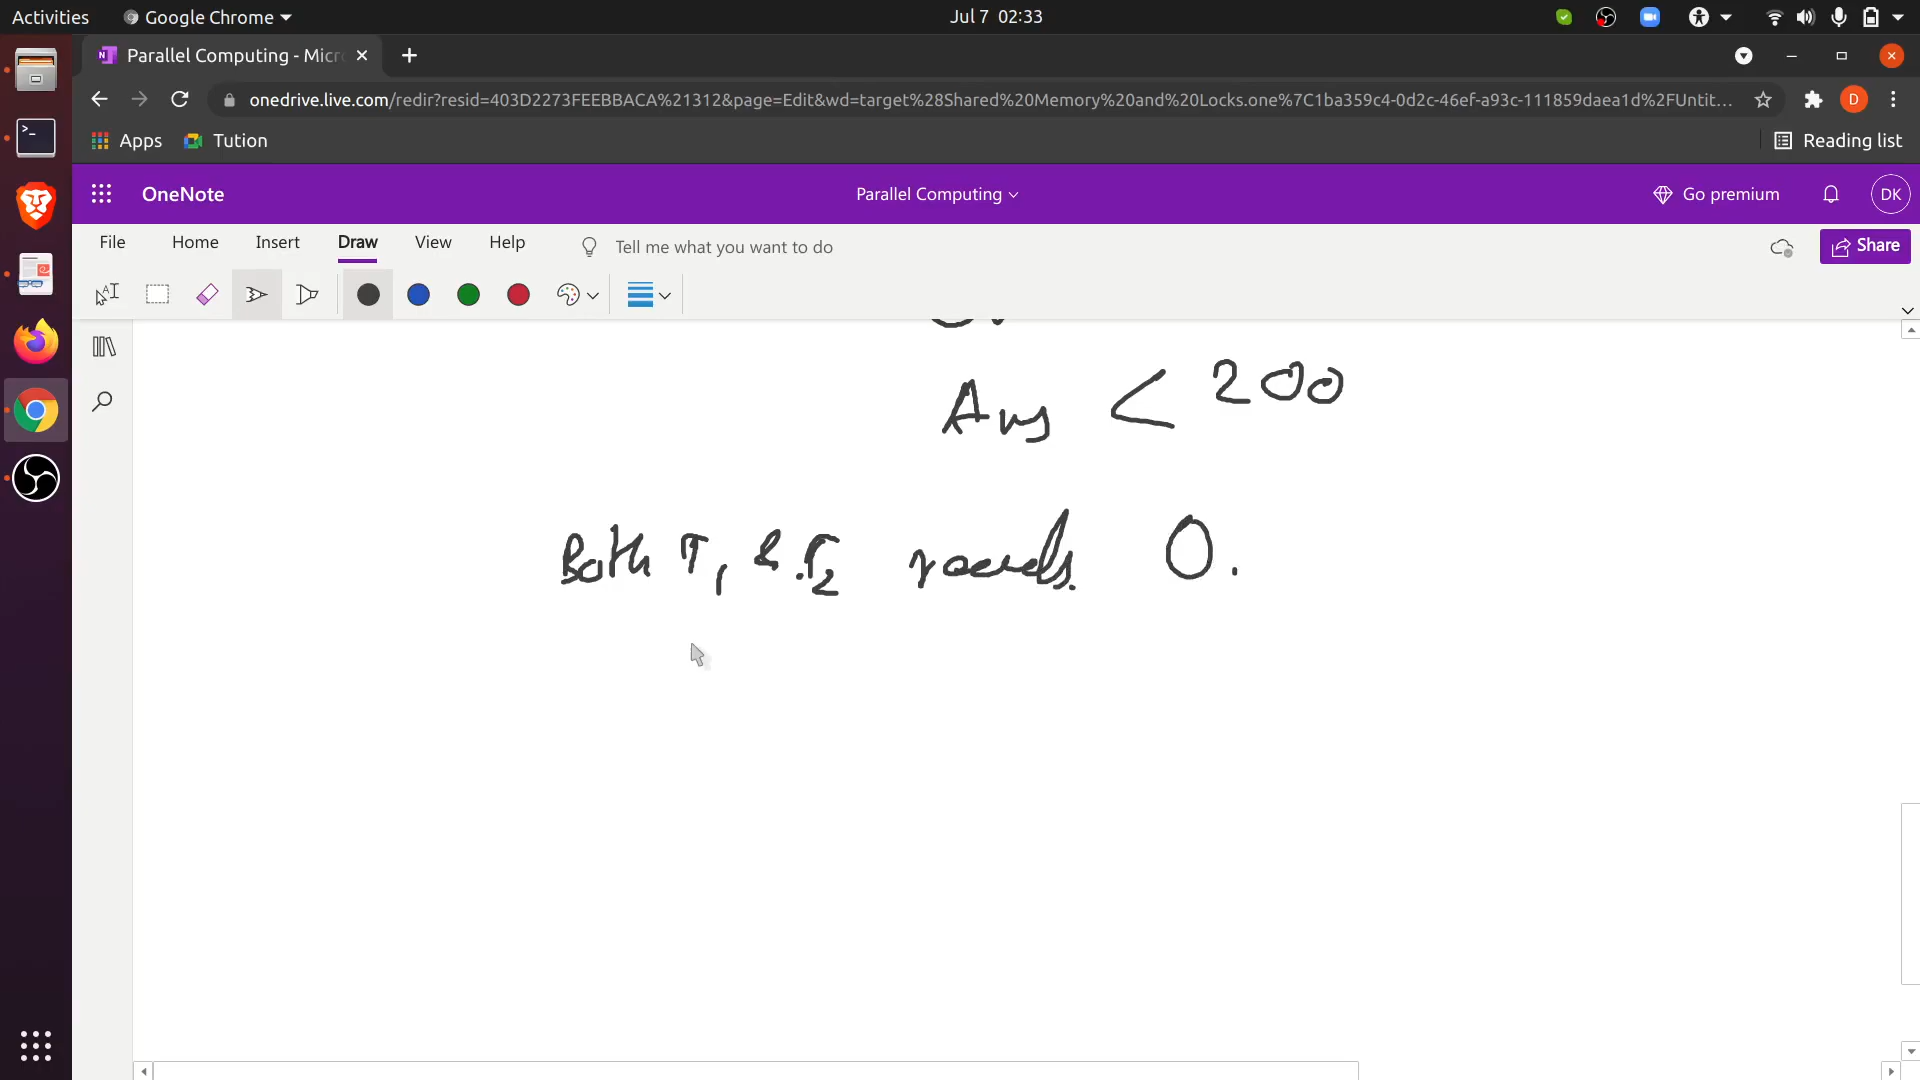 Activities Google Chrome Jul 7 02:33
Parallel Computing - Micr
onedrive.live.com/redir?resid=403D2273FEEBBACA%21312&page=Edit&wd=target%28Shared%20Memory%20and%20Locks.one%7C1ba359c4-0d2c-46ef-a93c-111859daea1d%2FUntit... D
Apps Tution Reading list
OneNote Parallel Computing Go premium DK
File Home Insert Draw View Help Tell me what you want to do Share
Ans < 200
Both T1 & T2 reads 0.